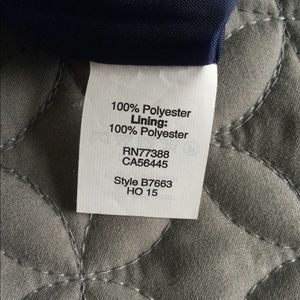 100% Polyester
Lining:
100% Polyester
RN77388
CA56445
Style B7663
HO 15